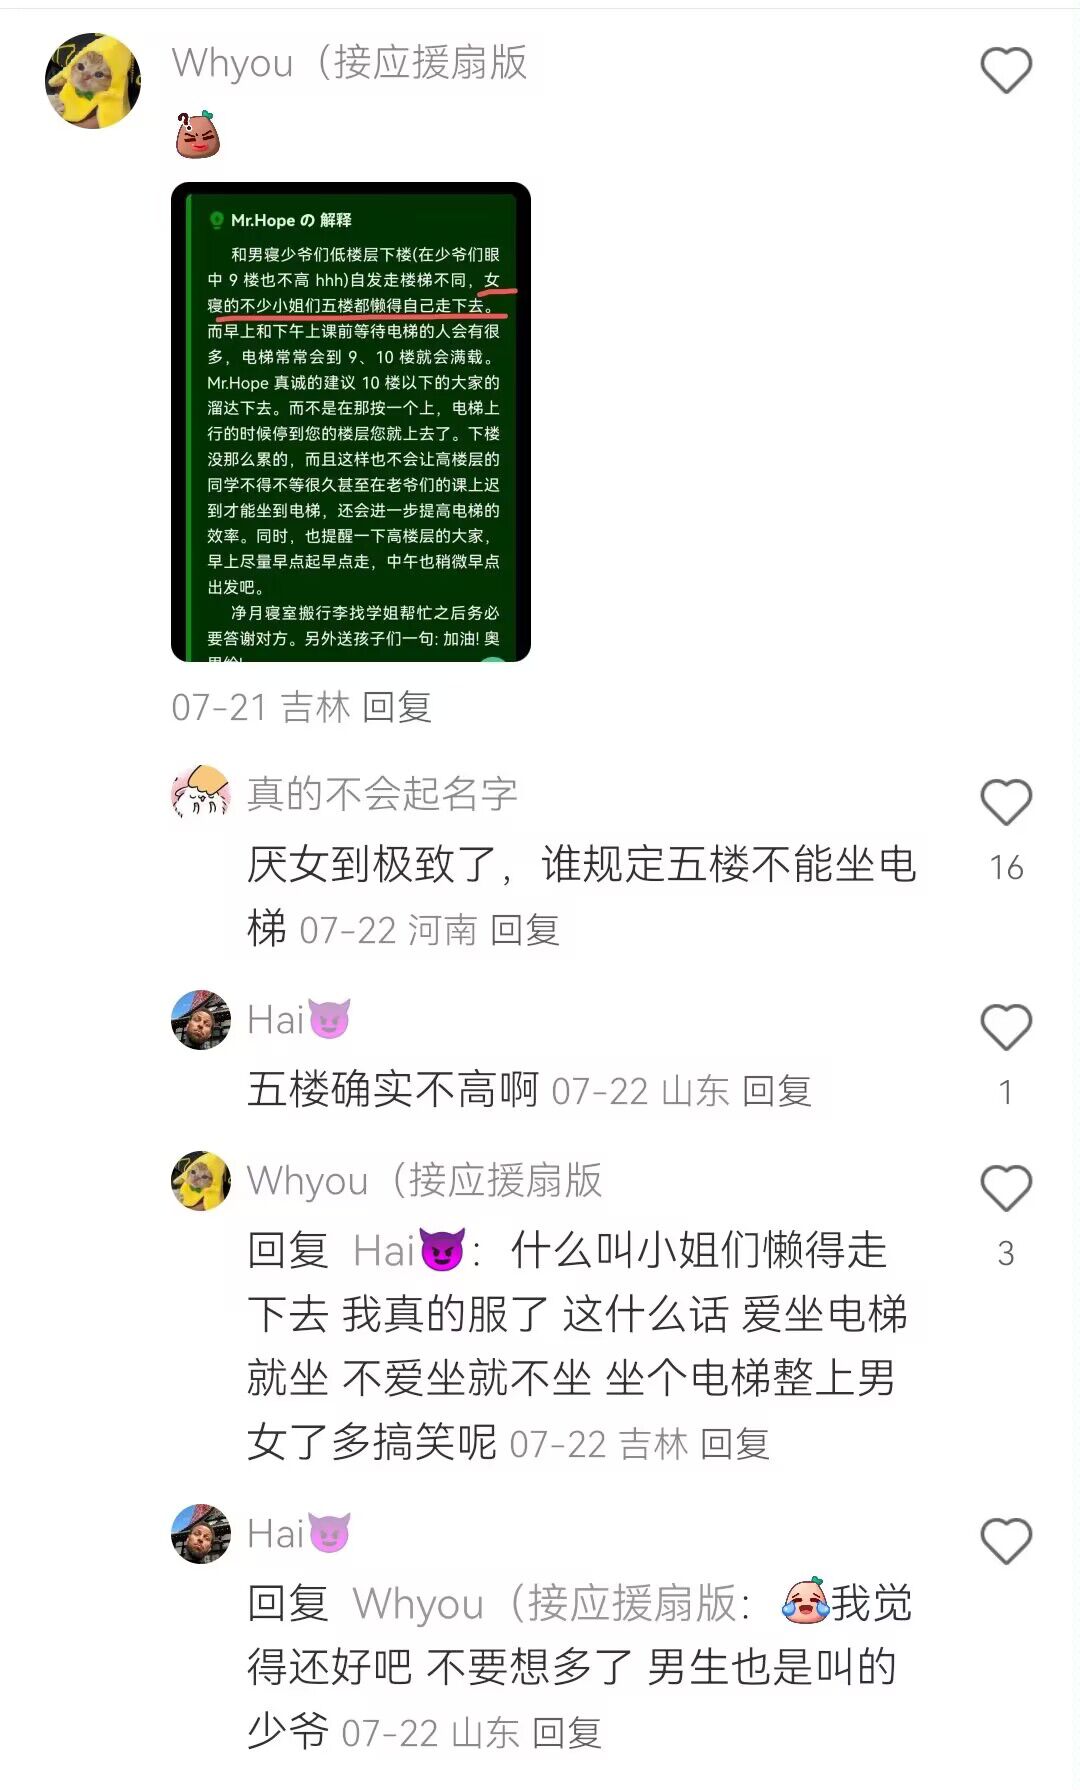 Whyou（接应援扇版
Mr.Hope の 解释
和男寝少爷们低楼层下楼(在少爷们眼
中 9 楼也不高 hhh)自发走楼梯不同，女
寝的不少小姐们五楼都懒得自己走下去。
而早上和下午上课前等待电梯的人会有很
多，电梯常常会到 9、10 楼就会满载。
Mr.Hope 真诚的建议 10 楼以下的大家的
溜达下去。而不是在那按一个上，电梯上
行的时候停到您的楼层您就上去了。下楼
没那么累的，而且这样也不会让高楼层的
同学不得不等很久甚至在老爷们的课上迟
到才能坐到电梯，还会进一步提高电梯的
效率。同时，也提醒一下高楼层的大家，
早上尽量早点起早点走，中午也稍微早点
出发吧。
净月寝室搬行李找学姐帮忙之后务必
要答谢对方。另外送孩子们一句: 加油! 奥
07-21 吉林 回复
真的不会起名字
厌女到极致了，谁规定五楼不能坐电
16
梯 07-22 河南 回复
Hai
五楼确实不高啊 07-22 山东 回复
1
Whyou（接应援扇版
回复 Hai：什么叫小姐们懒得走
3
下去 我真的服了 这什么话 爱坐电梯
就坐 不爱坐就不坐 坐个电梯整上男
女了多搞笑呢 07-22 吉林 回复
Hai
回复 Whyou（接应援扇版：我觉
得还好吧 不要想多了 男生也是叫的
少爷 07-22 山东 回复